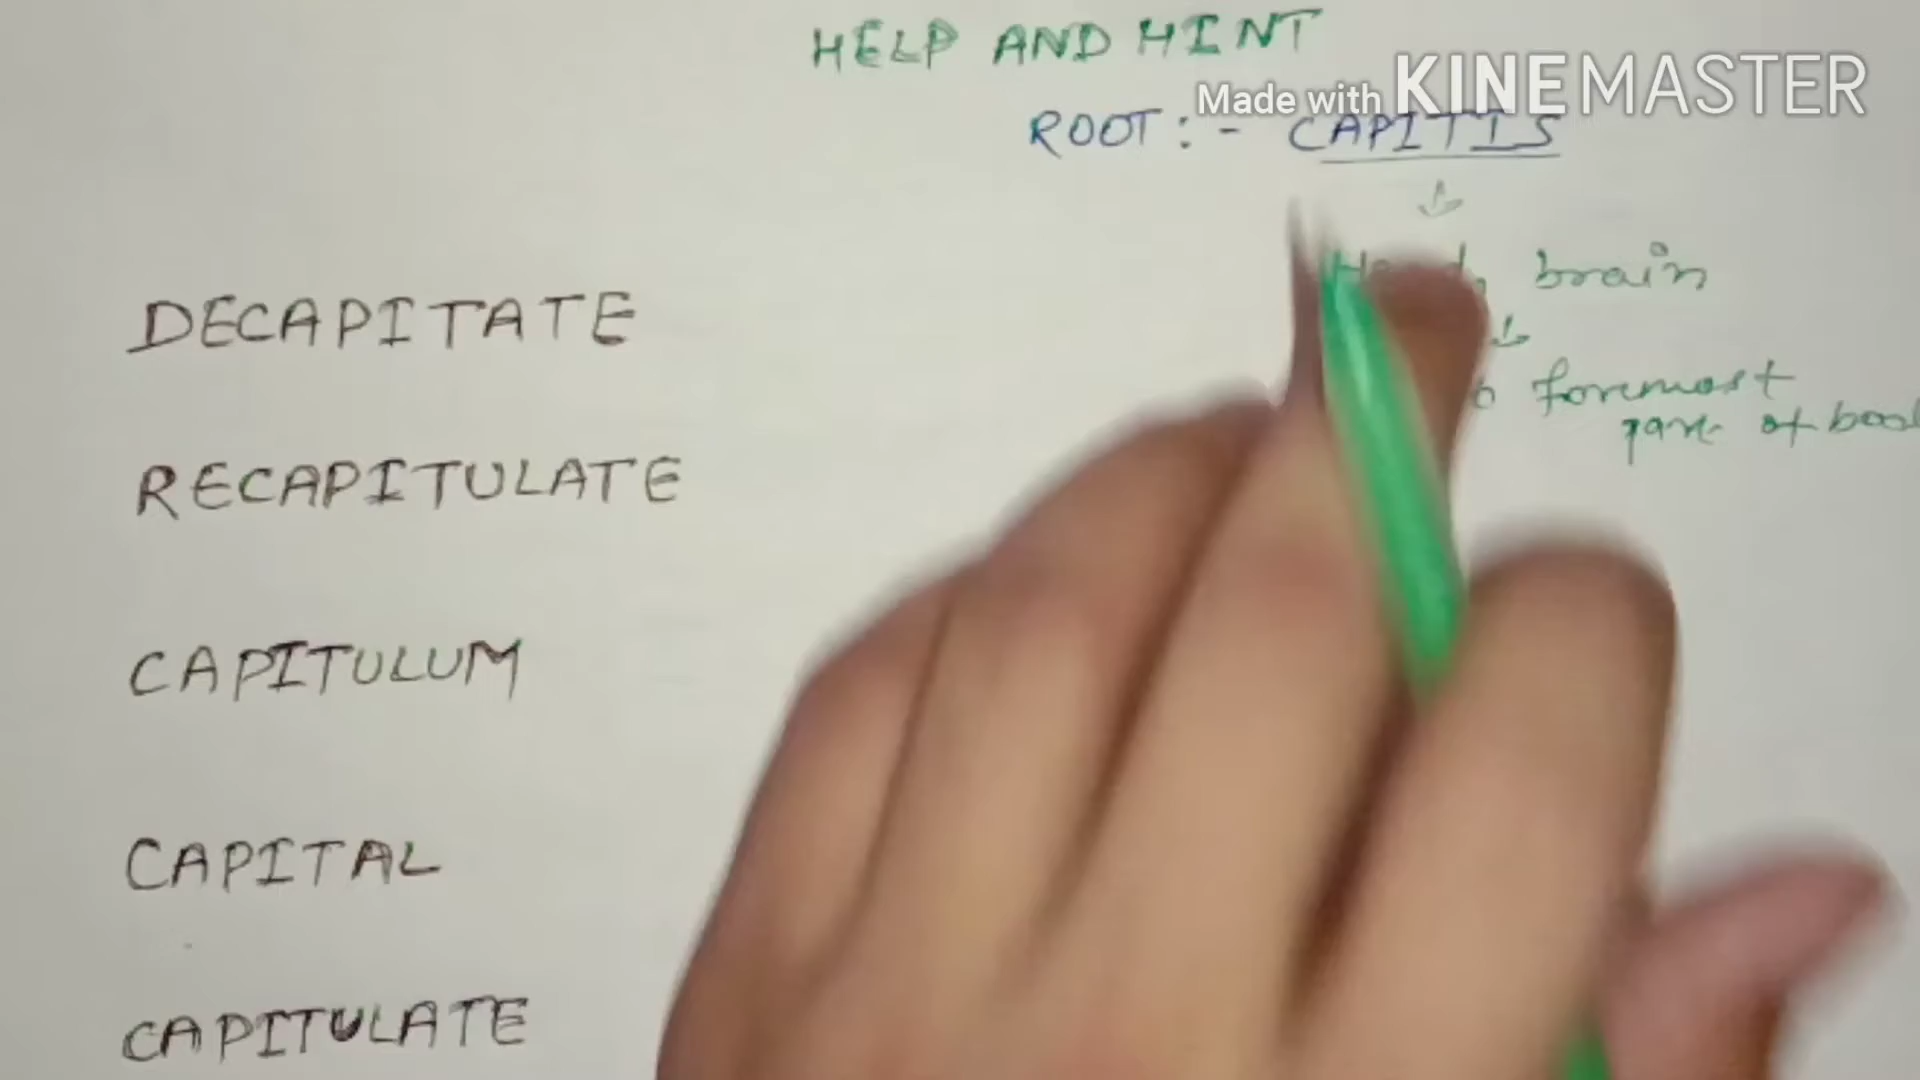 HELP AND HINT
Made with KINEMASTER
ROOT :- CAPITIS
brain
DECAPITATE
foremost
part of
RECAPITULATE
CAPITULUM
CAPITAL
CAPITULATE